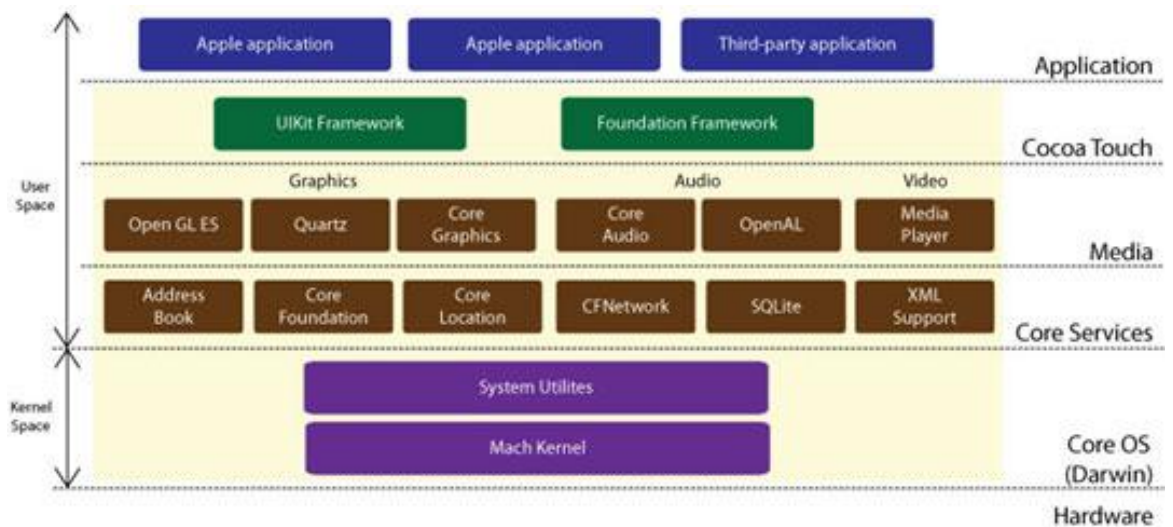 Apple application
Apple application
Third-party application
Application
UIKit Framework
Foundation Framework
Cocoa Touch
User
Space
Graphics
Audio
Video
Open GL ES
Quartz
Core
Graphics
Core
Audio
OpenAL
Media
Player
Media
Address
Book
Core
Foundation
Core
Location
CFNetwork
SQLite
XML
Support
Core Services
Kernel
Space
System Utilites
Mach Kernel
Core OS
(Darwin)
Hardware